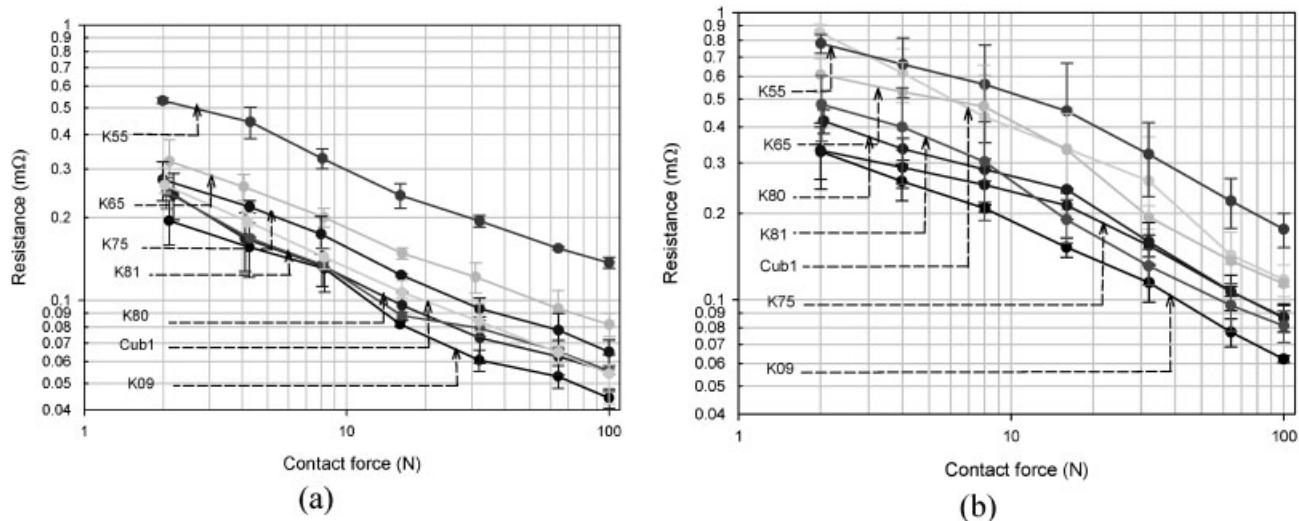 1
0.9
0.8
0.7
0.6
0.5
0.4
0.3
0.2
0.1
0.09
0.08
0.07
0.06
0.05
0.04
Resistance (mΩ)
K55
K65
K75
K81
K80
Cub1
K09
1 10 100
Contact force (N)
(a)
1
0.9
0.8
0.7
0.6
0.5
0.4
0.3
0.2
0.1
0.09
0.08
0.07
0.06
0.05
0.04
Resistance (mΩ)
K55
K65
K80
K81
Cub1
K75
K09
1 10 100
Contact force (N)
(b)